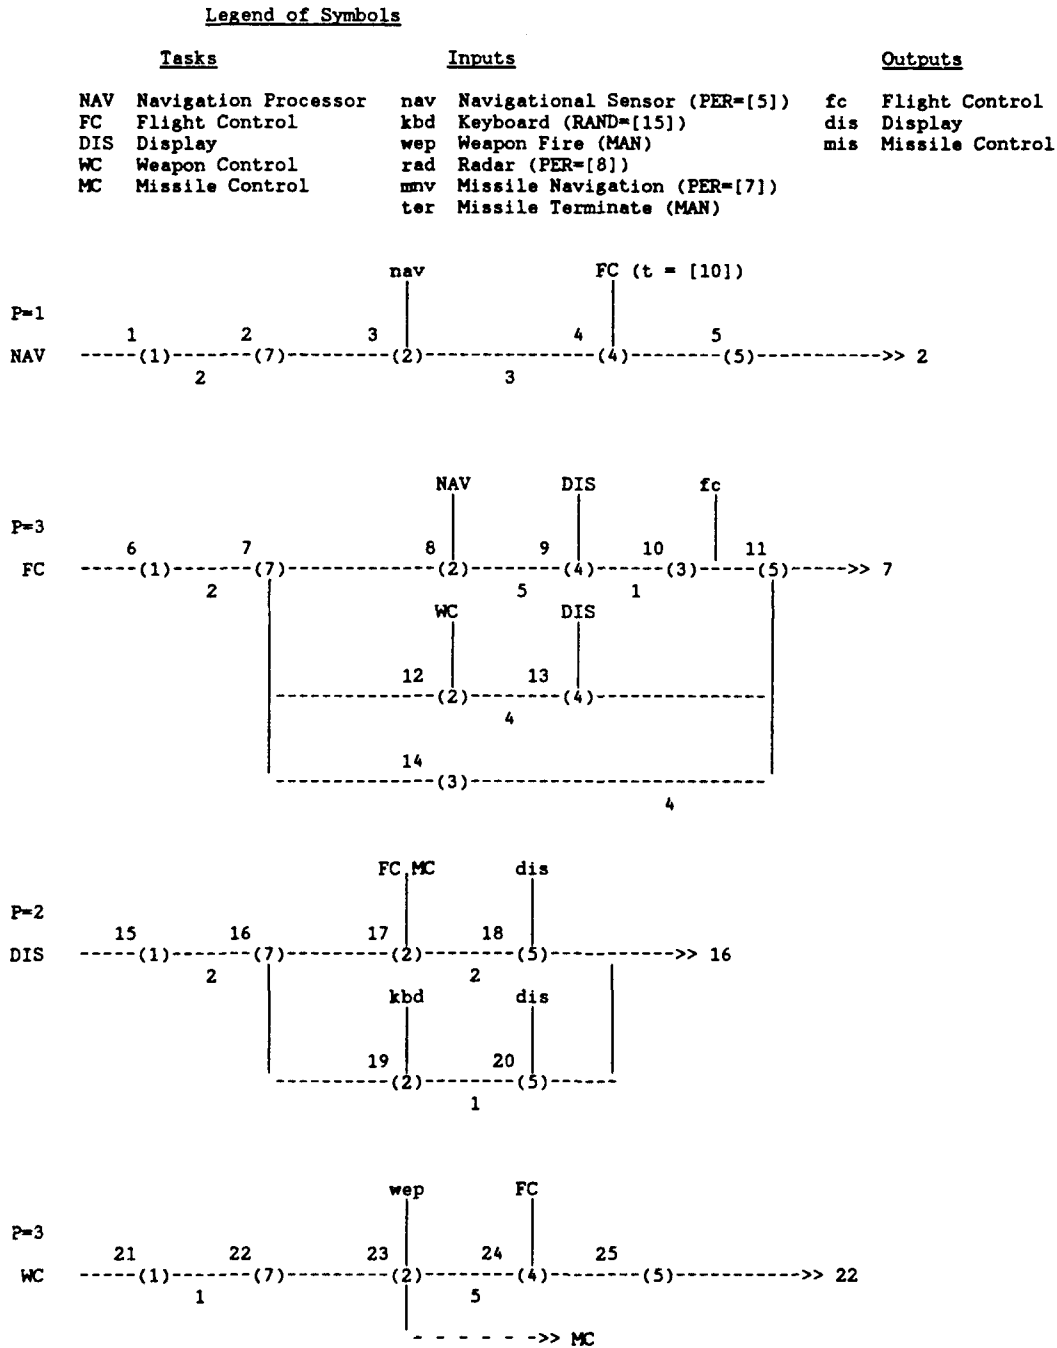 Legend of Symbols
Tasks Inputs Outputs
NAV Navigation Processor nav Navigational Sensor (PER=[5]) fc Flight Control
FC Flight Control kbd Keyboard (RAND=[15]) dis Display
DIS Display wep Weapon Fire (MAN) mis Missile Control
WC Weapon Control rad Radar (PER=[8])
MC Missile Control mnv Missile Navigation (PER=[7])
ter Missile Terminate (MAN)
nav FC (t = [10])
P=1
1 2 3 4 5
NAV -----(1)-------(7)---------(2)-------------(4)-------(5)----------->> 2
2 3
NAV DIS fc
P=3
6 7 8 9 10 11
FC -----(1)-------(7)-------------(2)-------(4)------(3)-----(5)----->> 7
2 5 1
WC DIS
12 13
-------------(2)-------(4)---------------
4
14
-------------(3)--------------------------
4
FC,MC dis
P=2
15 16 17 18
DIS -----(1)-------(7)---------(2)-------(5)----------->> 16
2 2
kbd dis
19 20
---------(2)-------(5)------
1
wep FC
P=3
21 22 23 24 25
WC -----(1)-------(7)---------(2)-------(4)-------(5)----------->> 22
1 5
- - - - - ->> MC